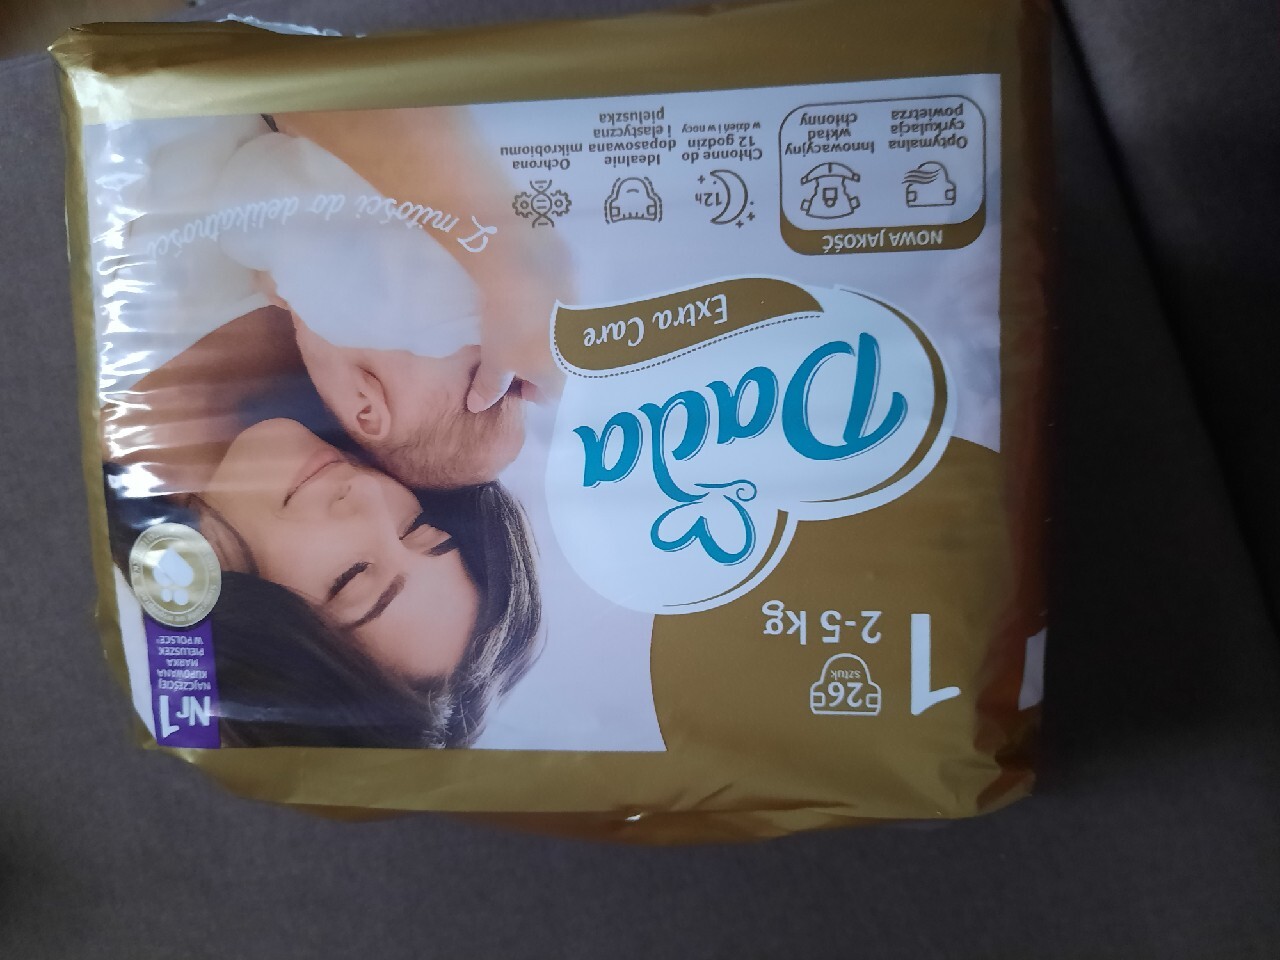 1
26
sztuk
2-5 kg
Nr 1
NAJCZĘŚCIEJ
KUPOWANA
MARKA
PIELUSZEK
W POLSCE
Dada
Extra Care
NOWA JAKOŚĆ
Optymalna
cyrkulacja
powietrza
Innowacyjny
wkład
chłonny
12h
Chłonne do
12 godzin
w dzień i w nocy
Idealnie
dopasowana
i elastyczna
pieluszka
Ochrona
mikrobiomu
Z miłości do delikatności